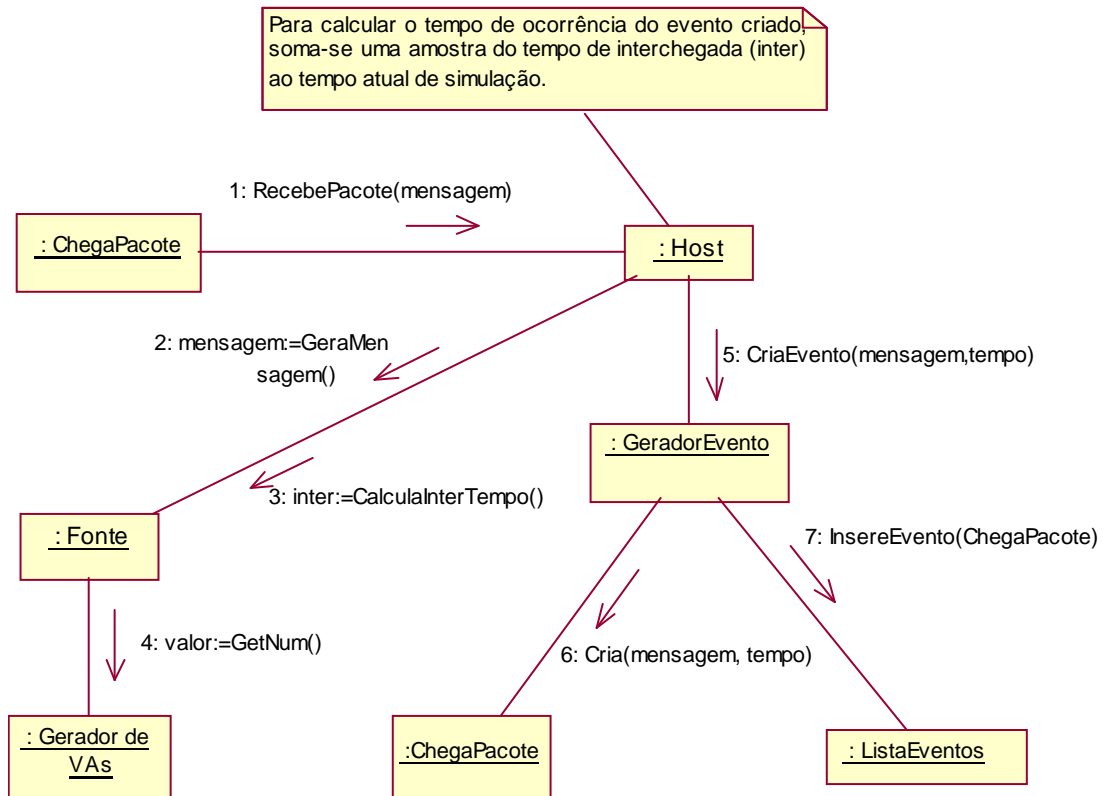 Para calcular o tempo de ocorrência do evento criado,
soma-se uma amostra do tempo de interchegada (inter)
ao tempo atual de simulação.
1: RecebePacote(mensagem)
: ChegaPacote
: Host
2: mensagem:=GeraMen
sagem()
5: CriaEvento(mensagem,tempo)
: GeradorEvento
3: inter:=CalculaInterTempo()
: Fonte
7: InsereEvento(ChegaPacote)
4: valor:=GetNum()
6: Cria(mensagem, tempo)
: Gerador de
VAs
:ChegaPacote
: ListaEventos